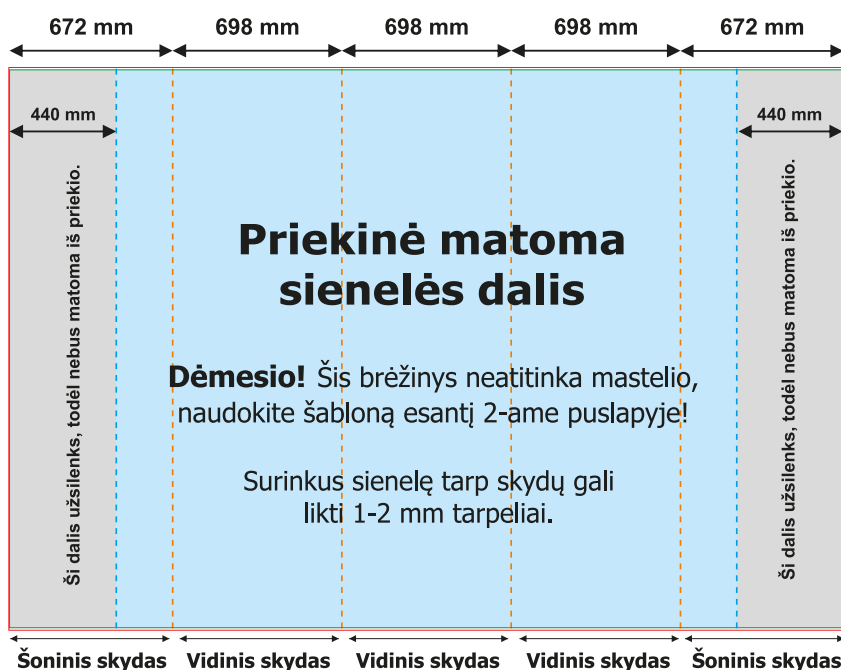 672 mm 698 mm 698 mm 698 mm 672 mm
440 mm 440 mm
Ši dalis užsilenks, todėl nebus matoma iš priekio.
Priekinė matoma
sienelės dalis
Dėmesio! Šis brėžinys neatitinka mastelio,
naudokite šabloną esantį 2-ame puslapyje!
Surinkus sienelę tarp skydų gali
likti 1-2 mm tarpeliai.
Ši dalis užsilenks, todėl nebus matoma iš priekio.
Šoninis skydas Vidinis skydas Vidinis skydas Vidinis skydas Šoninis skydas